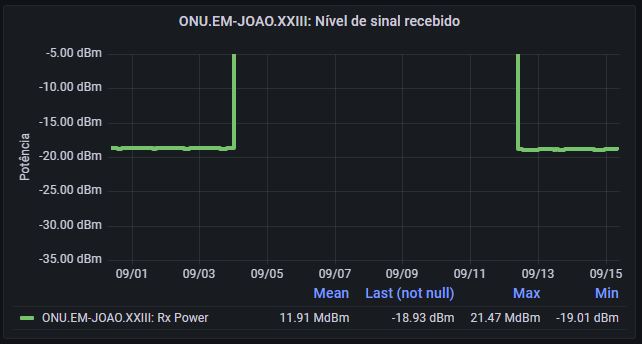 ONU.EM-JOAO.XXIII: Nível de sinal recebido
-5.00 dBm
-10.00 dBm
-15.00 dBm
-20.00 dBm
-25.00 dBm
-30.00 dBm
-35.00 dBm
Potência
09/01 09/03 09/05 09/07 09/09 09/11 09/13 09/15
Mean Last (not null) Max Min
ONU.EM-JOAO.XXIII: Rx Power 11.91 MdBm -18.93 dBm 21.47 MdBm -19.01 dBm